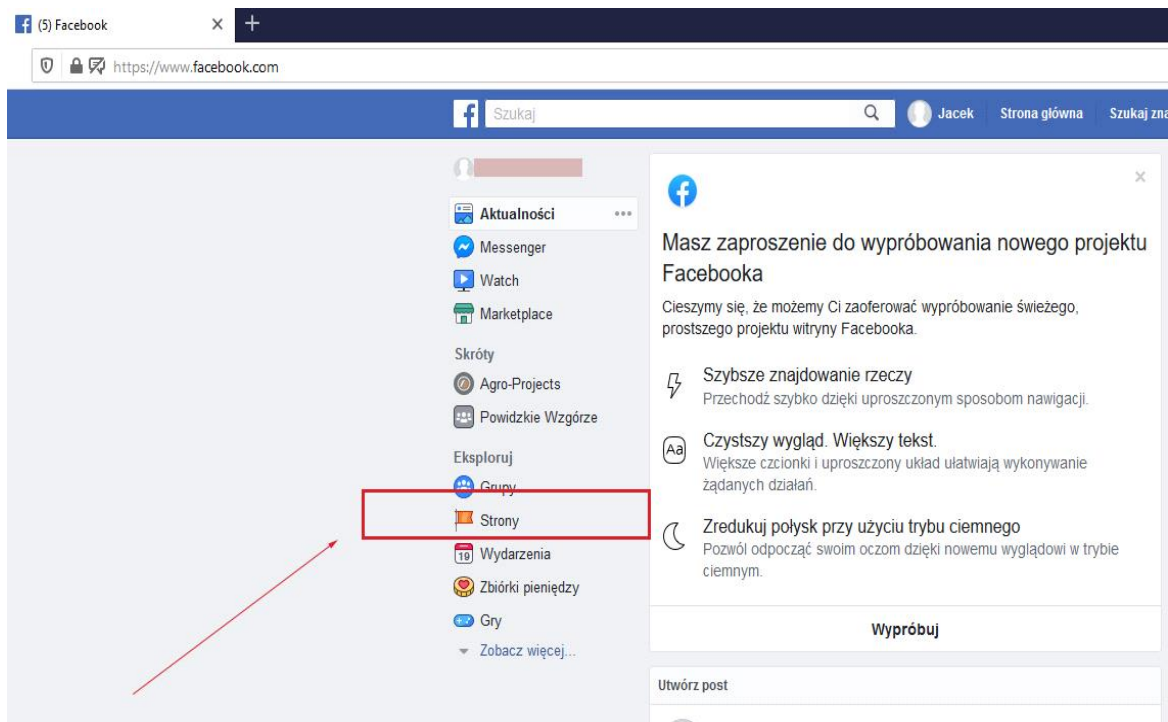 (5) Facebook
https://www.facebook.com
Szukaj
Jacek
Strona główna
Szukaj zna
Aktualności
Messenger
Watch
Marketplace
Skróty
Agro-Projects
Powidzkie Wzgórze
Eksploruj
Grupy
Strony
19 Wydarzenia
Zbiórki pieniędzy
Gry
Zobacz więcej...
Masz zaproszenie do wypróbowania nowego projektu
Facebooka
Cieszymy się, że możemy Ci zaoferować wypróbowanie świeżego,
prostszego projektu witryny Facebooka.
Szybsze znajdowanie rzeczy
Przechodź szybko dzięki uproszczonym sposobom nawigacji.
Aa
Czystszy wygląd. Większy tekst.
Większe czcionki i uproszczony układ ułatwiają wykonywanie
żądanych działań.
Zredukuj połysk przy użyciu trybu ciemnego
Pozwól odpocząć swoim oczom dzięki nowemu wyglądowi w trybie
ciemnym.
Wypróbuj
Utwórz post